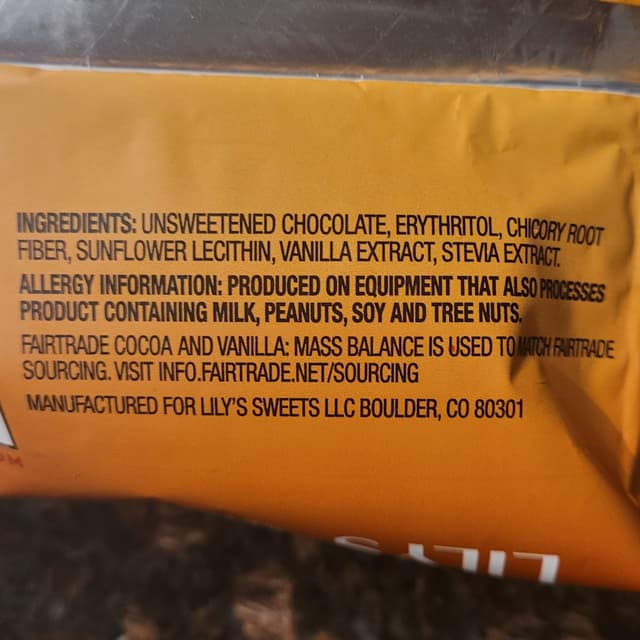 INGREDIENTS: UNSWEETENED CHOCOLATE, ERYTHRITOL, CHICORY ROOT
FIBER, SUNFLOWER LECITHIN, VANILLA EXTRACT, STEVIA EXTRACT.
ALLERGY INFORMATION: PRODUCED ON EQUIPMENT THAT ALSO PROCESSES
PRODUCT CONTAINING MILK, PEANUTS, SOY AND TREE NUTS.
FAIRTRADE COCOA AND VANILLA: MASS BALANCE IS USED TO MATCH FAIRTRADE
SOURCING. VISIT INFO.FAIRTRADE.NET/SOURCING
MANUFACTURED FOR LILY'S SWEETS LLC BOULDER, CO 80301
LILY'S